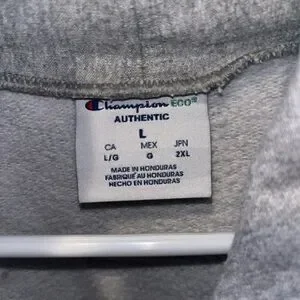 Champion ECO®
AUTHENTIC
L
CA MEX JPN
L/G G 2XL
MADE IN HONDURAS
FABRIQUÉ AU HONDURAS
HECHO EN HONDURAS